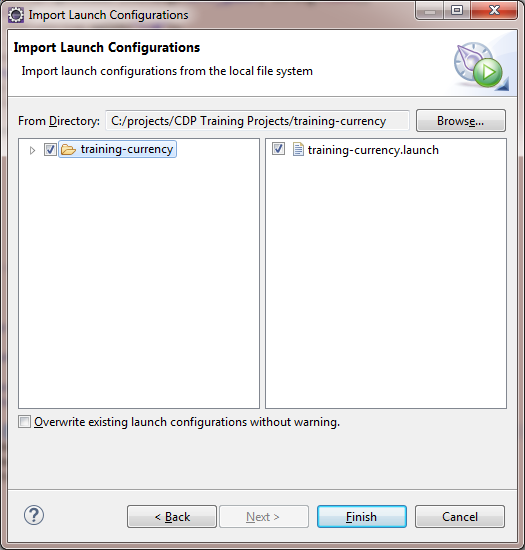 Import Launch Configurations
Import Launch Configurations
Import launch configurations from the local file system
From Directory: C:/projects/CDP Training Projects/training-currency Browse...
training-currency training-currency.launch
Overwrite existing launch configurations without warning.
? < Back Next > Finish Cancel